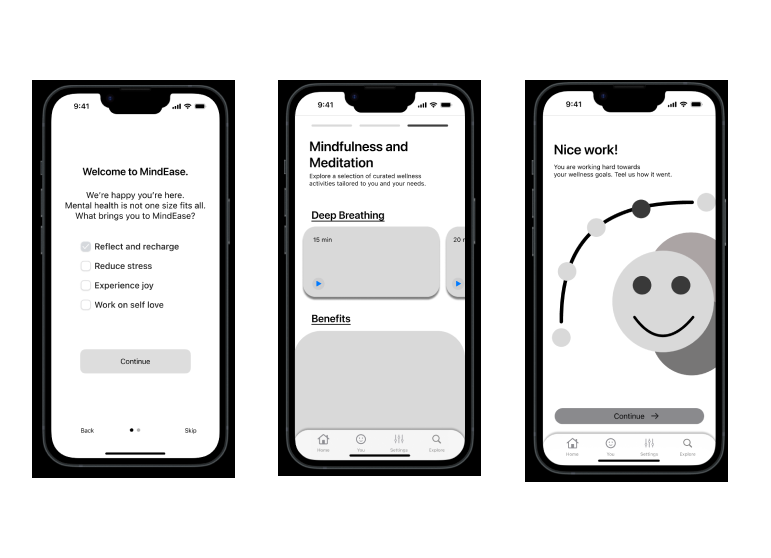 9:41
Welcome to MindEase.
We're happy you're here.
Mental health is not one size fits all.
What brings you to MindEase?
Reflect and recharge
Reduce stress
Experience joy
Work on self love
Continue
Back
Skip
9:41
Mindfulness and
Meditation
Explore a selection of curated wellness
activities tailored to you and your needs.
Deep Breathing
15 min
20 m
Benefits
Home
You
Settings
Explore
9:41
Nice work!
You are working hard towards
your wellness goals. Teel us how it went.
Continue
Home
You
Settings
Explore